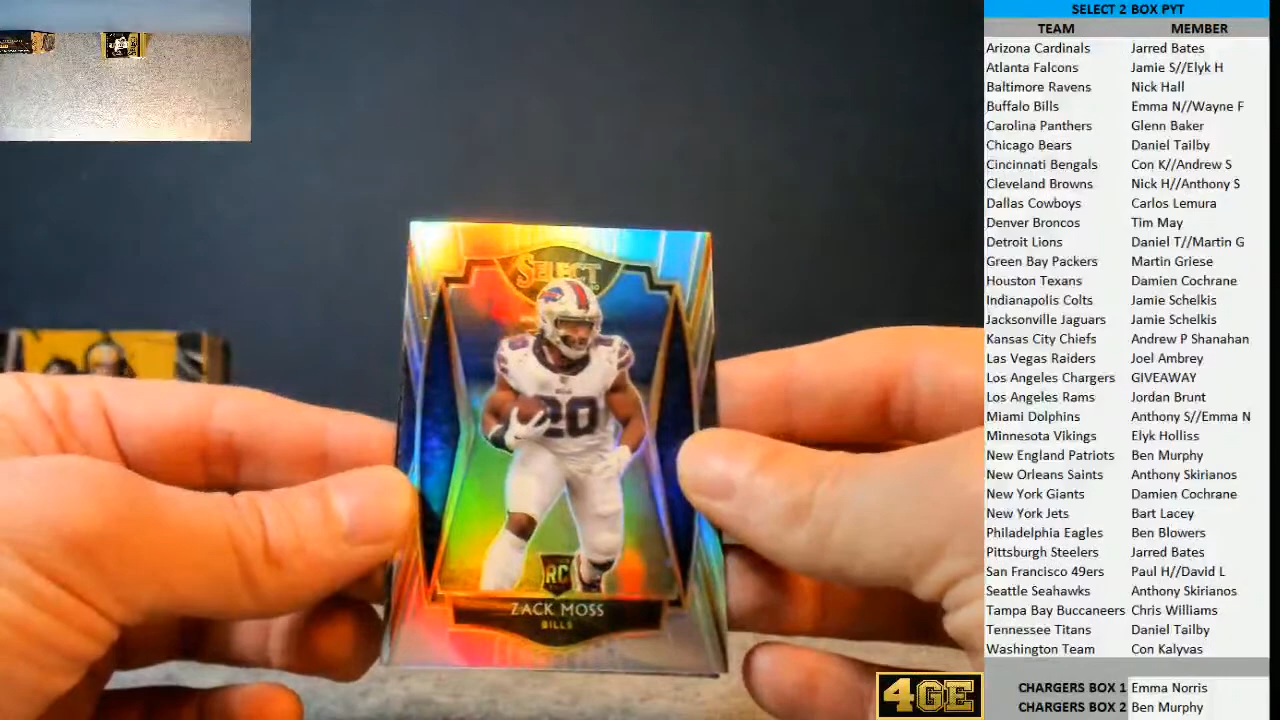 SELECT
20
20
RC
ZACK MOSS
BILLS
4GE
SELECT 2 BOX PYT
TEAM MEMBER
Arizona Cardinals Jarred Bates
Atlanta Falcons Jamie S//Elyk H
Baltimore Ravens Nick Hall
Buffalo Bills Emma N//Wayne F
Carolina Panthers Glenn Baker
Chicago Bears Daniel Tailby
Cincinnati Bengals Con K//Andrew S
Cleveland Browns Nick H//Anthony S
Dallas Cowboys Carlos Lemura
Denver Broncos Tim May
Detroit Lions Daniel T//Martin G
Green Bay Packers Martin Griese
Houston Texans Damien Cochrane
Indianapolis Colts Jamie Schelkis
Jacksonville Jaguars Jamie Schelkis
Kansas City Chiefs Andrew P Shanahan
Las Vegas Raiders Joel Ambrey
Los Angeles Chargers GIVEAWAY
Los Angeles Rams Jordan Brunt
Miami Dolphins Anthony S//Emma N
Minnesota Vikings Elyk Holliss
New England Patriots Ben Murphy
New Orleans Saints Anthony Skirianos
New York Giants Damien Cochrane
New York Jets Bart Lacey
Philadelphia Eagles Ben Blowers
Pittsburgh Steelers Jarred Bates
San Francisco 49ers Paul H//David L
Seattle Seahawks Anthony Skirianos
Tampa Bay Buccaneers Chris Williams
Tennessee Titans Daniel Tailby
Washington Team Con Kalyvas
CHARGERS BOX 1 Emma Norris
CHARGERS BOX 2 Ben Murphy